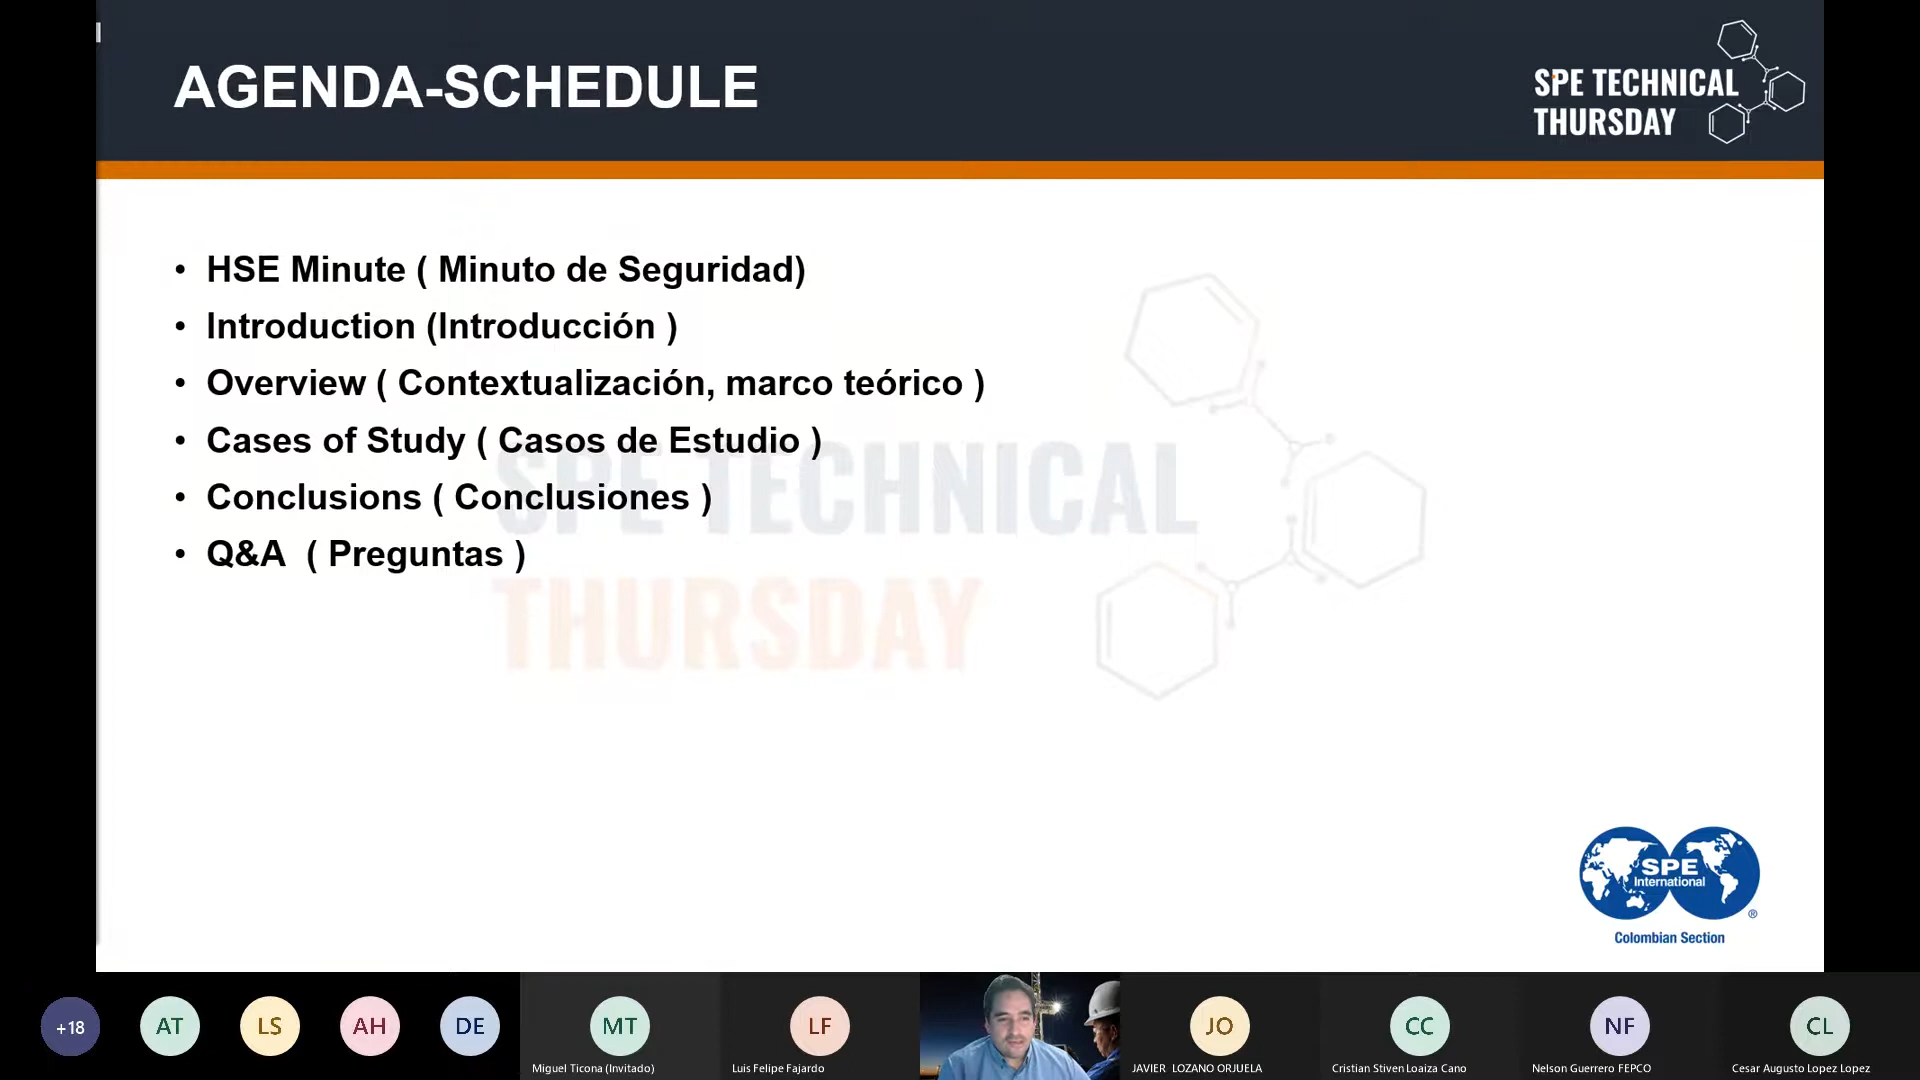 AGENDA-SCHEDULE
SPE TECHNICAL
THURSDAY
• HSE Minute ( Minuto de Seguridad)
• Introduction (Introducción )
• Overview ( Contextualización, marco teórico )
• Cases of Study ( Casos de Estudio )
• Conclusions ( Conclusiones )
• Q&A  ( Preguntas )
SPE TECHNICAL
THURSDAY
SPE
International
®
Colombian Section
+18
AT
LS
AH
DE
MT
LF
JO
CC
NF
CL
Miguel Ticona (Invitado)
Luis Felipe Fajardo
JAVIER LOZANO ORJUELA
Cristian Stiven Loaiza Cano
Nelson Guerrero FEPCO
Cesar Augusto Lopez Lopez